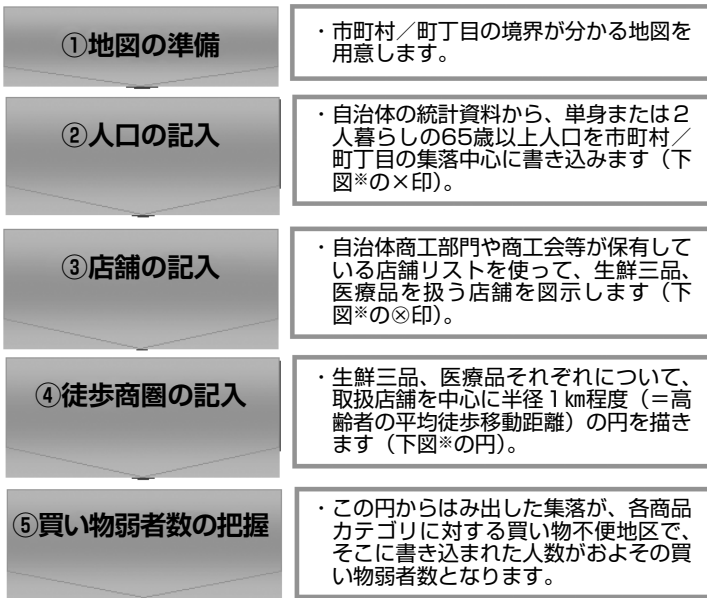 ①地図の準備
・市町村／町丁目の境界が分かる地図を
用意します。
②人口の記入
・自治体の統計資料から、単身または２
人暮らしの65歳以上人口を市町村／
町丁目の集落中心に書き込みます（下
図※の×印）。
③店舗の記入
・自治体商工部門や商工会等が保有して
いる店舗リストを使って、生鮮三品、
医療品を扱う店舗を図示します（下
図※の⊗印）。
④徒歩商圏の記入
・生鮮三品、医療品それぞれについて、
取扱店舗を中心に半径１㎞程度（＝高
齢者の平均徒歩移動距離）の円を描き
ます（下図※の円）。
⑤買い物弱者数の把握
・この円からはみ出した集落が、各商品
カテゴリに対する買い物不便地区で、
そこに書き込まれた人数がおよその買
い物弱者数となります。